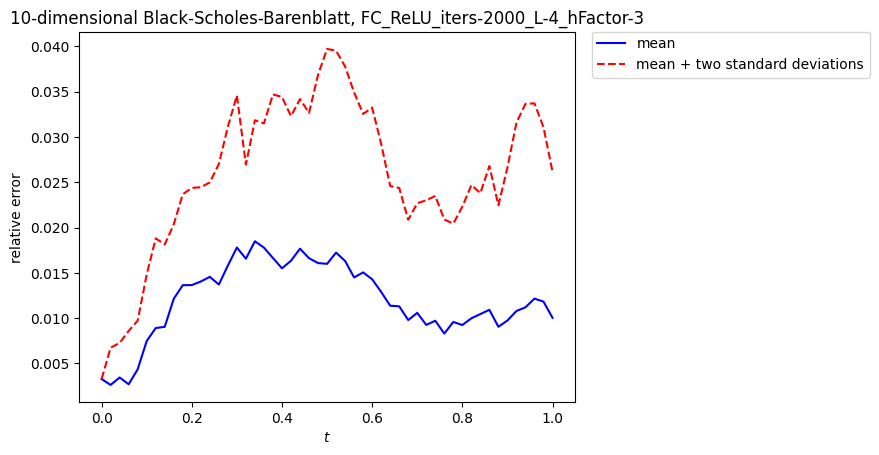 10-dimensional Black-Scholes-Barenblatt, FC_ReLU_iters-2000_L-4_hFactor-3
mean
mean + two standard deviations
0.040
0.035
0.030
0.025
0.020
0.015
0.010
0.005
relative error
0.0 0.2 0.4 0.6 0.8 1.0
t